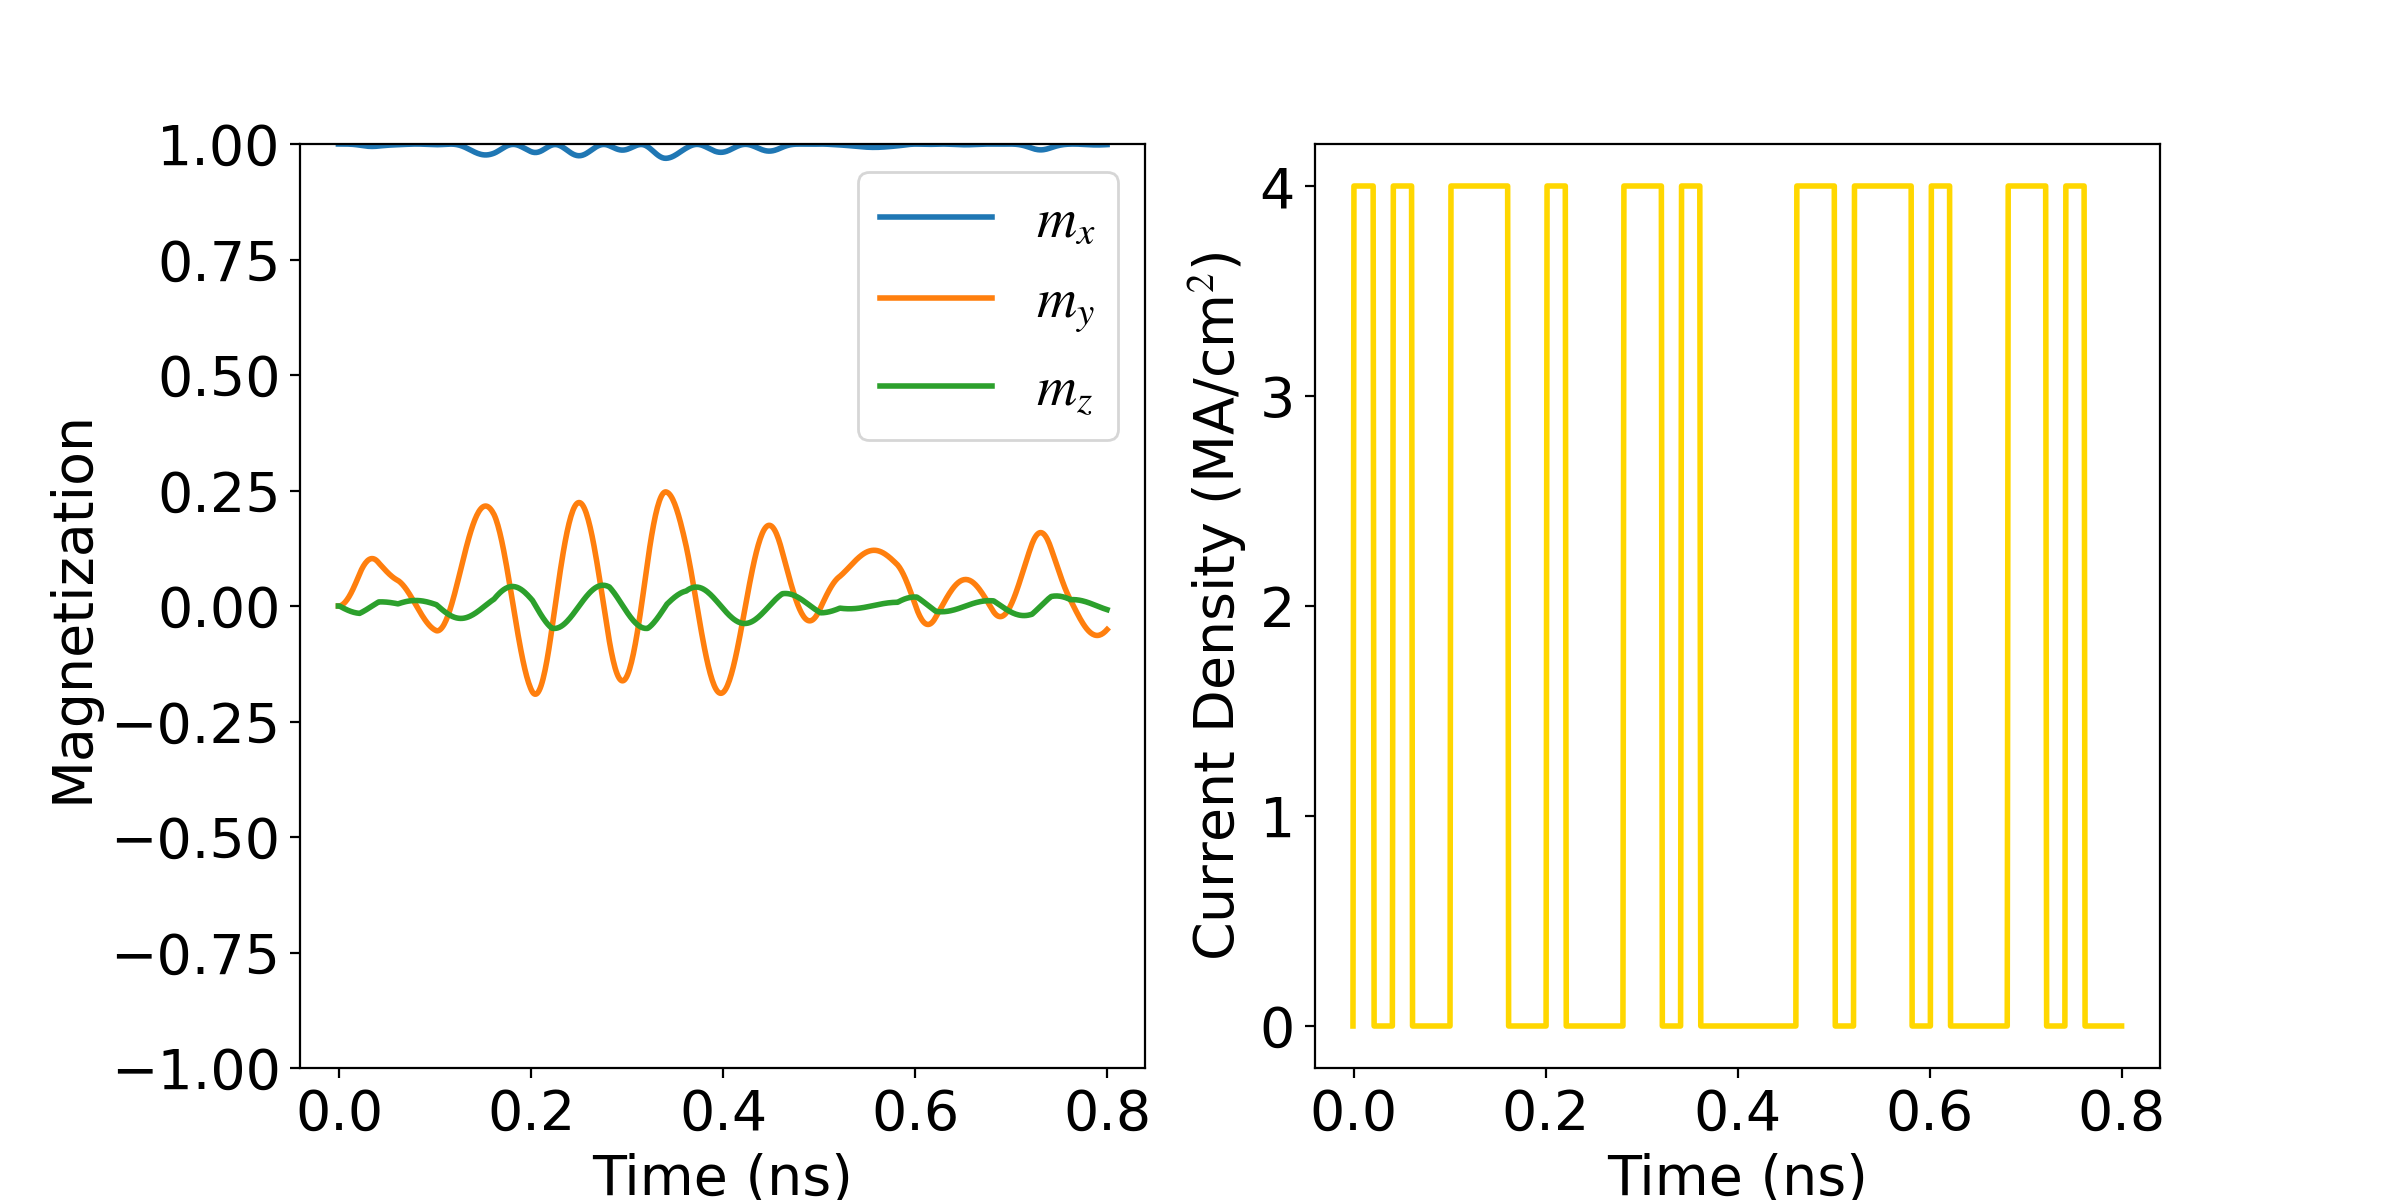 1.00
0.75
0.50
0.25
0.00
−0.25
−0.50
−0.75
−1.00
Magnetization
0.0 0.2 0.4 0.6 0.8
Time (ns)
m_x
m_y
m_z
4
3
2
1
0
Current Density (MA/cm²)
0.0 0.2 0.4 0.6 0.8
Time (ns)